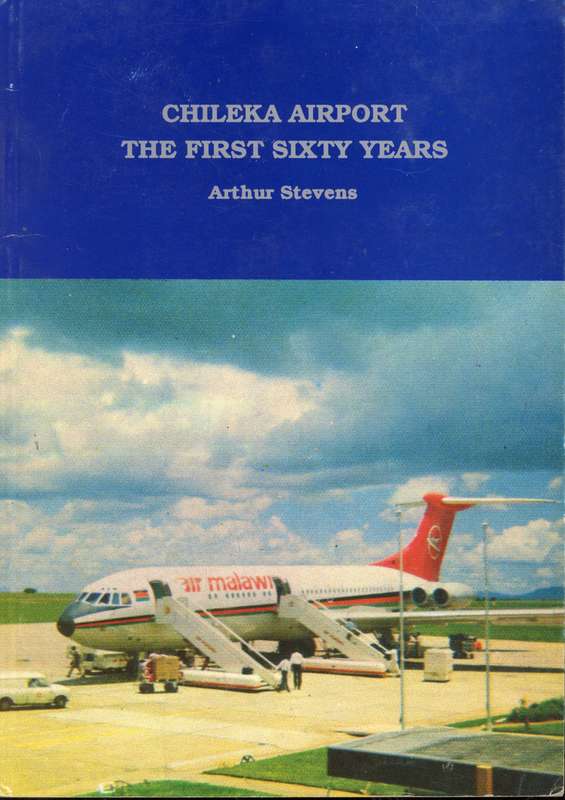 CHILEKA AIRPORT
THE FIRST SIXTY YEARS
Arthur Stevens
air malawi